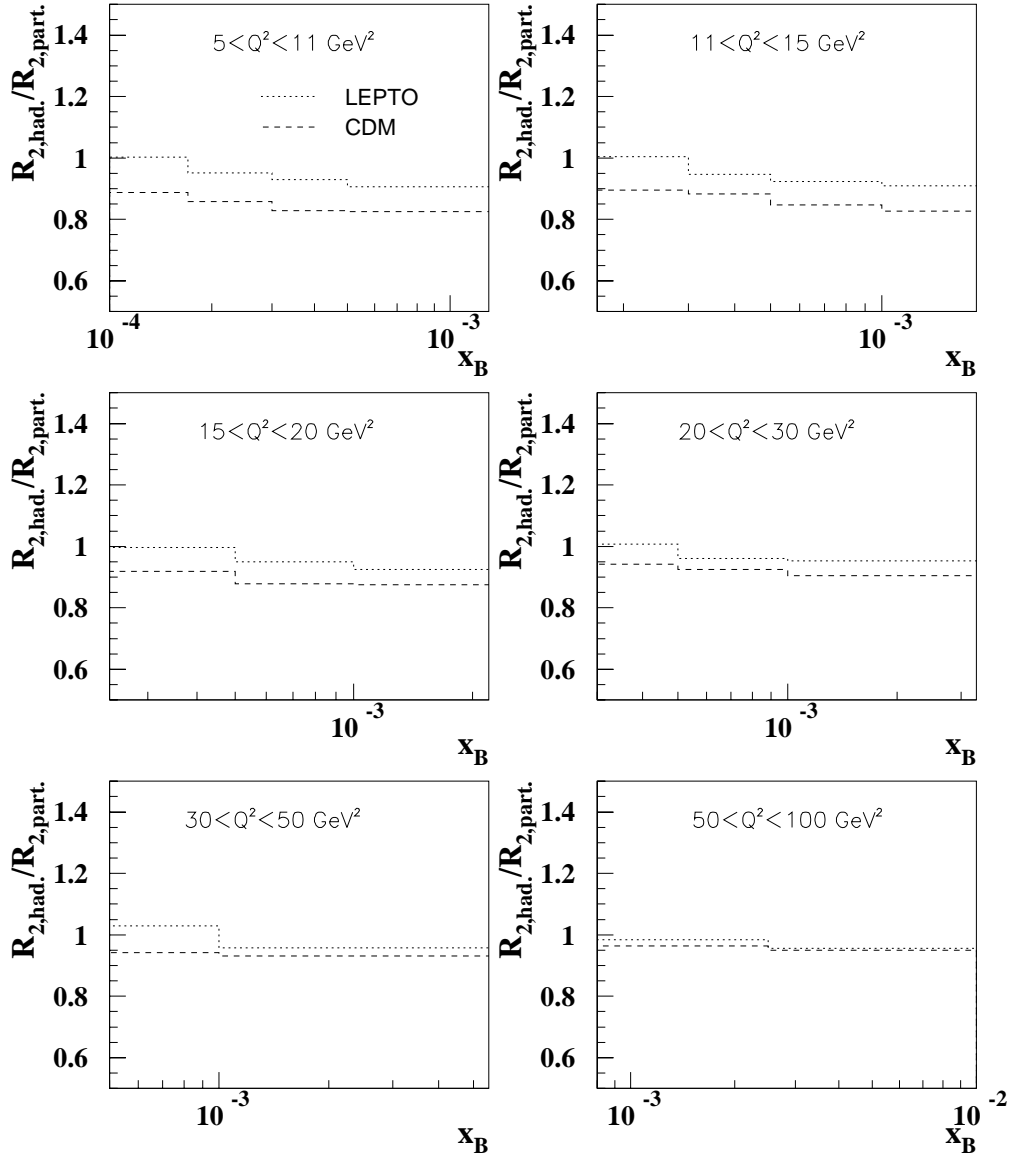 R2,had./R2,part.
5<Q²<11 GeV²
LEPTO
CDM
1.4
1.2
1
0.8
0.6
10⁻⁴
10⁻³
xB
R2,had./R2,part.
11<Q²<15 GeV²
1.4
1.2
1
0.8
0.6
10⁻³
xB
R2,had./R2,part.
15<Q²<20 GeV²
1.4
1.2
1
0.8
0.6
10⁻³
xB
R2,had./R2,part.
20<Q²<30 GeV²
1.4
1.2
1
0.8
0.6
10⁻³
xB
R2,had./R2,part.
30<Q²<50 GeV²
1.4
1.2
1
0.8
0.6
10⁻³
xB
R2,had./R2,part.
50<Q²<100 GeV²
1.4
1.2
1
0.8
0.6
10⁻³
10⁻²
xB